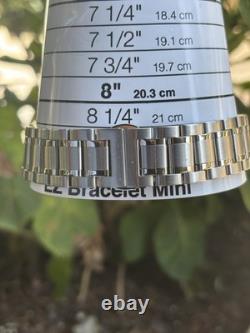 7 1/4" 18.4 cm
7 1/2" 19.1 cm
7 3/4" 19.7 cm
8" 20.3 cm
8 1/4" 21 cm
EZ Bracelet Mini